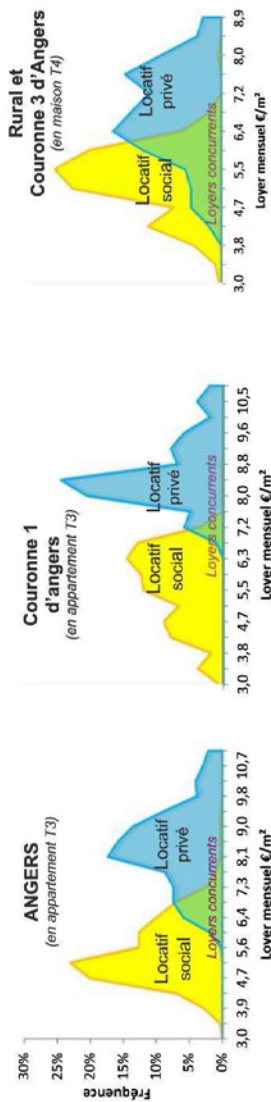 ANGERS
(en appartement T3)
30%
25%
20%
15%
10%
5%
0%
Fréquence
Locatif
social
Locatif
privé
Loyers concurrents
3,0 3,9 4,7 5,6 6,4 7,3 8,1 9,0 9,8 10,7
Loyer mensuel €/m²
Couronne 1
d'angers
(en appartement T3)
Locatif
social
Locatif
privé
Loyers concurrents
3,0 3,8 4,7 5,5 6,3 7,2 8,0 8,8 9,6 10,5
Loyer mensuel €/m²
Rural et
Couronne 3 d'Angers
(en maison T4)
Locatif
social
Locatif
privé
Loyers concurrents
3,0 3,8 4,7 5,5 6,4 7,2 8,0 8,9
Loyer mensuel €/m²